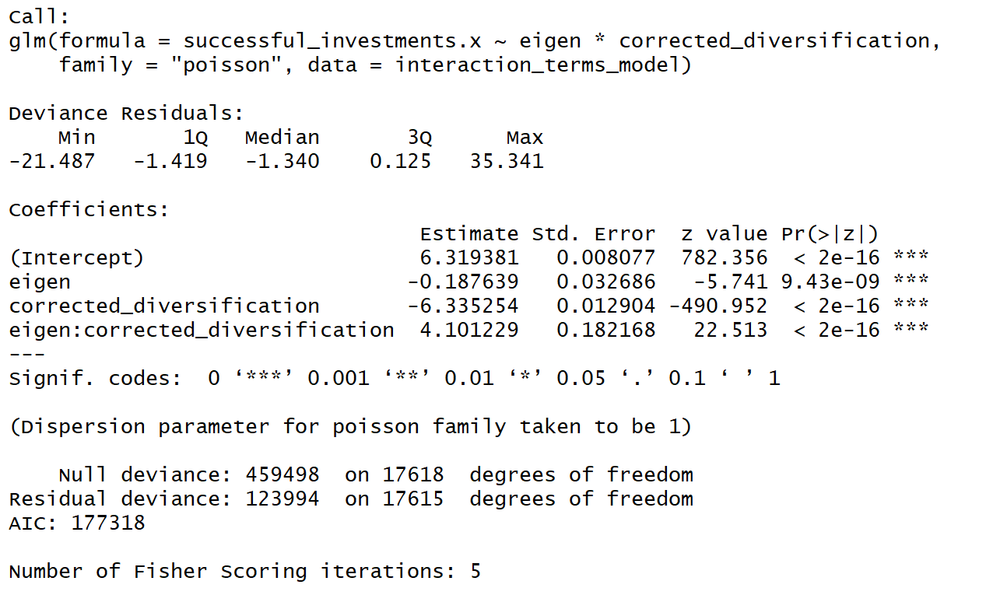 Call:
glm(formula = successful_investments.x ~ eigen * corrected_diversification,
    family = "poisson", data = interaction_terms_model)

Deviance Residuals:
    Min       1Q   Median       3Q      Max
-21.487   -1.419   -1.340    0.125   35.341

Coefficients:
                                 Estimate Std. Error  z value Pr(>|z|)
(Intercept)                      6.319381   0.008077  782.356  < 2e-16 ***
eigen                           -0.187639   0.032686   -5.741 9.43e-09 ***
corrected_diversification       -6.335254   0.012904 -490.952  < 2e-16 ***
eigen:corrected_diversification  4.101229   0.182168   22.513  < 2e-16 ***
---
Signif. codes:  0 ‘***’ 0.001 ‘**’ 0.01 ‘*’ 0.05 ‘.’ 0.1 ‘ ’ 1

(Dispersion parameter for poisson family taken to be 1)

    Null deviance: 459498  on 17618  degrees of freedom
Residual deviance: 123994  on 17615  degrees of freedom
AIC: 177318

Number of Fisher Scoring iterations: 5